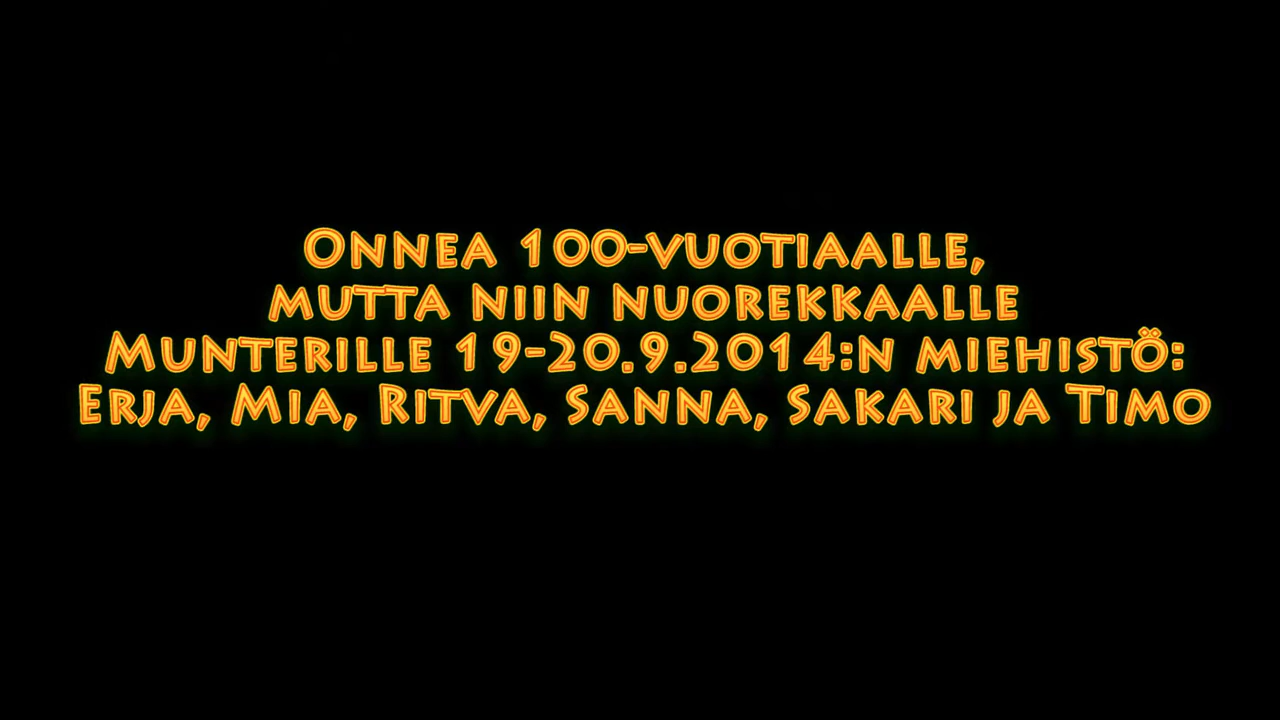 Onnea 100-vuotiaalle,
mutta niin nuorekkaalle
Munterille 19-20.9.2014:n miehistö:
Erja, Mia, Ritva, Sanna, Sakari ja Timo